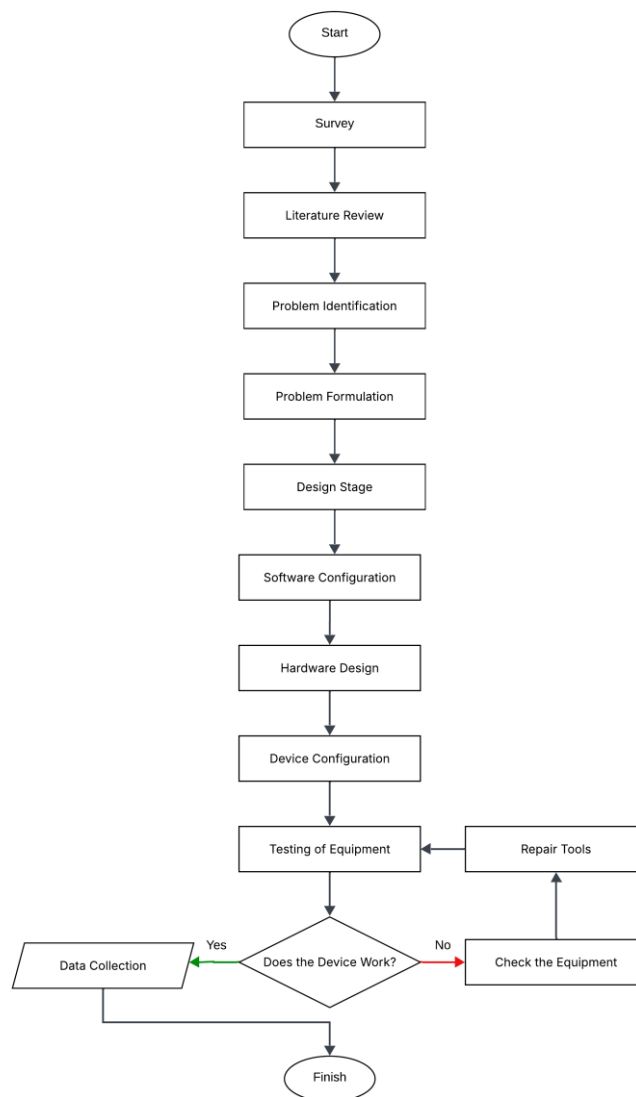 Start
Survey
Literature Review
Problem Identification
Problem Formulation
Design Stage
Software Configuration
Hardware Design
Device Configuration
Testing of Equipment
Repair Tools
Yes
No
Data Collection
Does the Device Work?
Check the Equipment
Finish